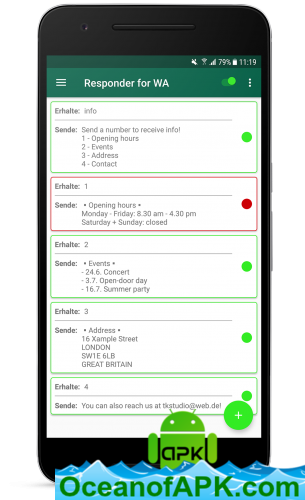 79% 11:19
Responder for WA
Erhalte: info
Sende: Send a number to receive info!
1 - Opening hours
2 - Events
3 - Address
4 - Contact
Erhalte: 1
Sende: • Opening hours •
Monday - Friday: 8.30 am - 4.30 pm
Saturday + Sunday: closed
Erhalte: 2
Sende: • Events •
- 24.6. Concert
- 3.7. Open-door day
- 16.7. Summer party
Erhalte: 3
Sende: • Address •
16 Xample Street
LONDON
SW1E 6LB
GREAT BRITAIN
Erhalte: 4
Sende: You can also reach us at tkstudio@web.de!
+
apk
OceanofAPK.com